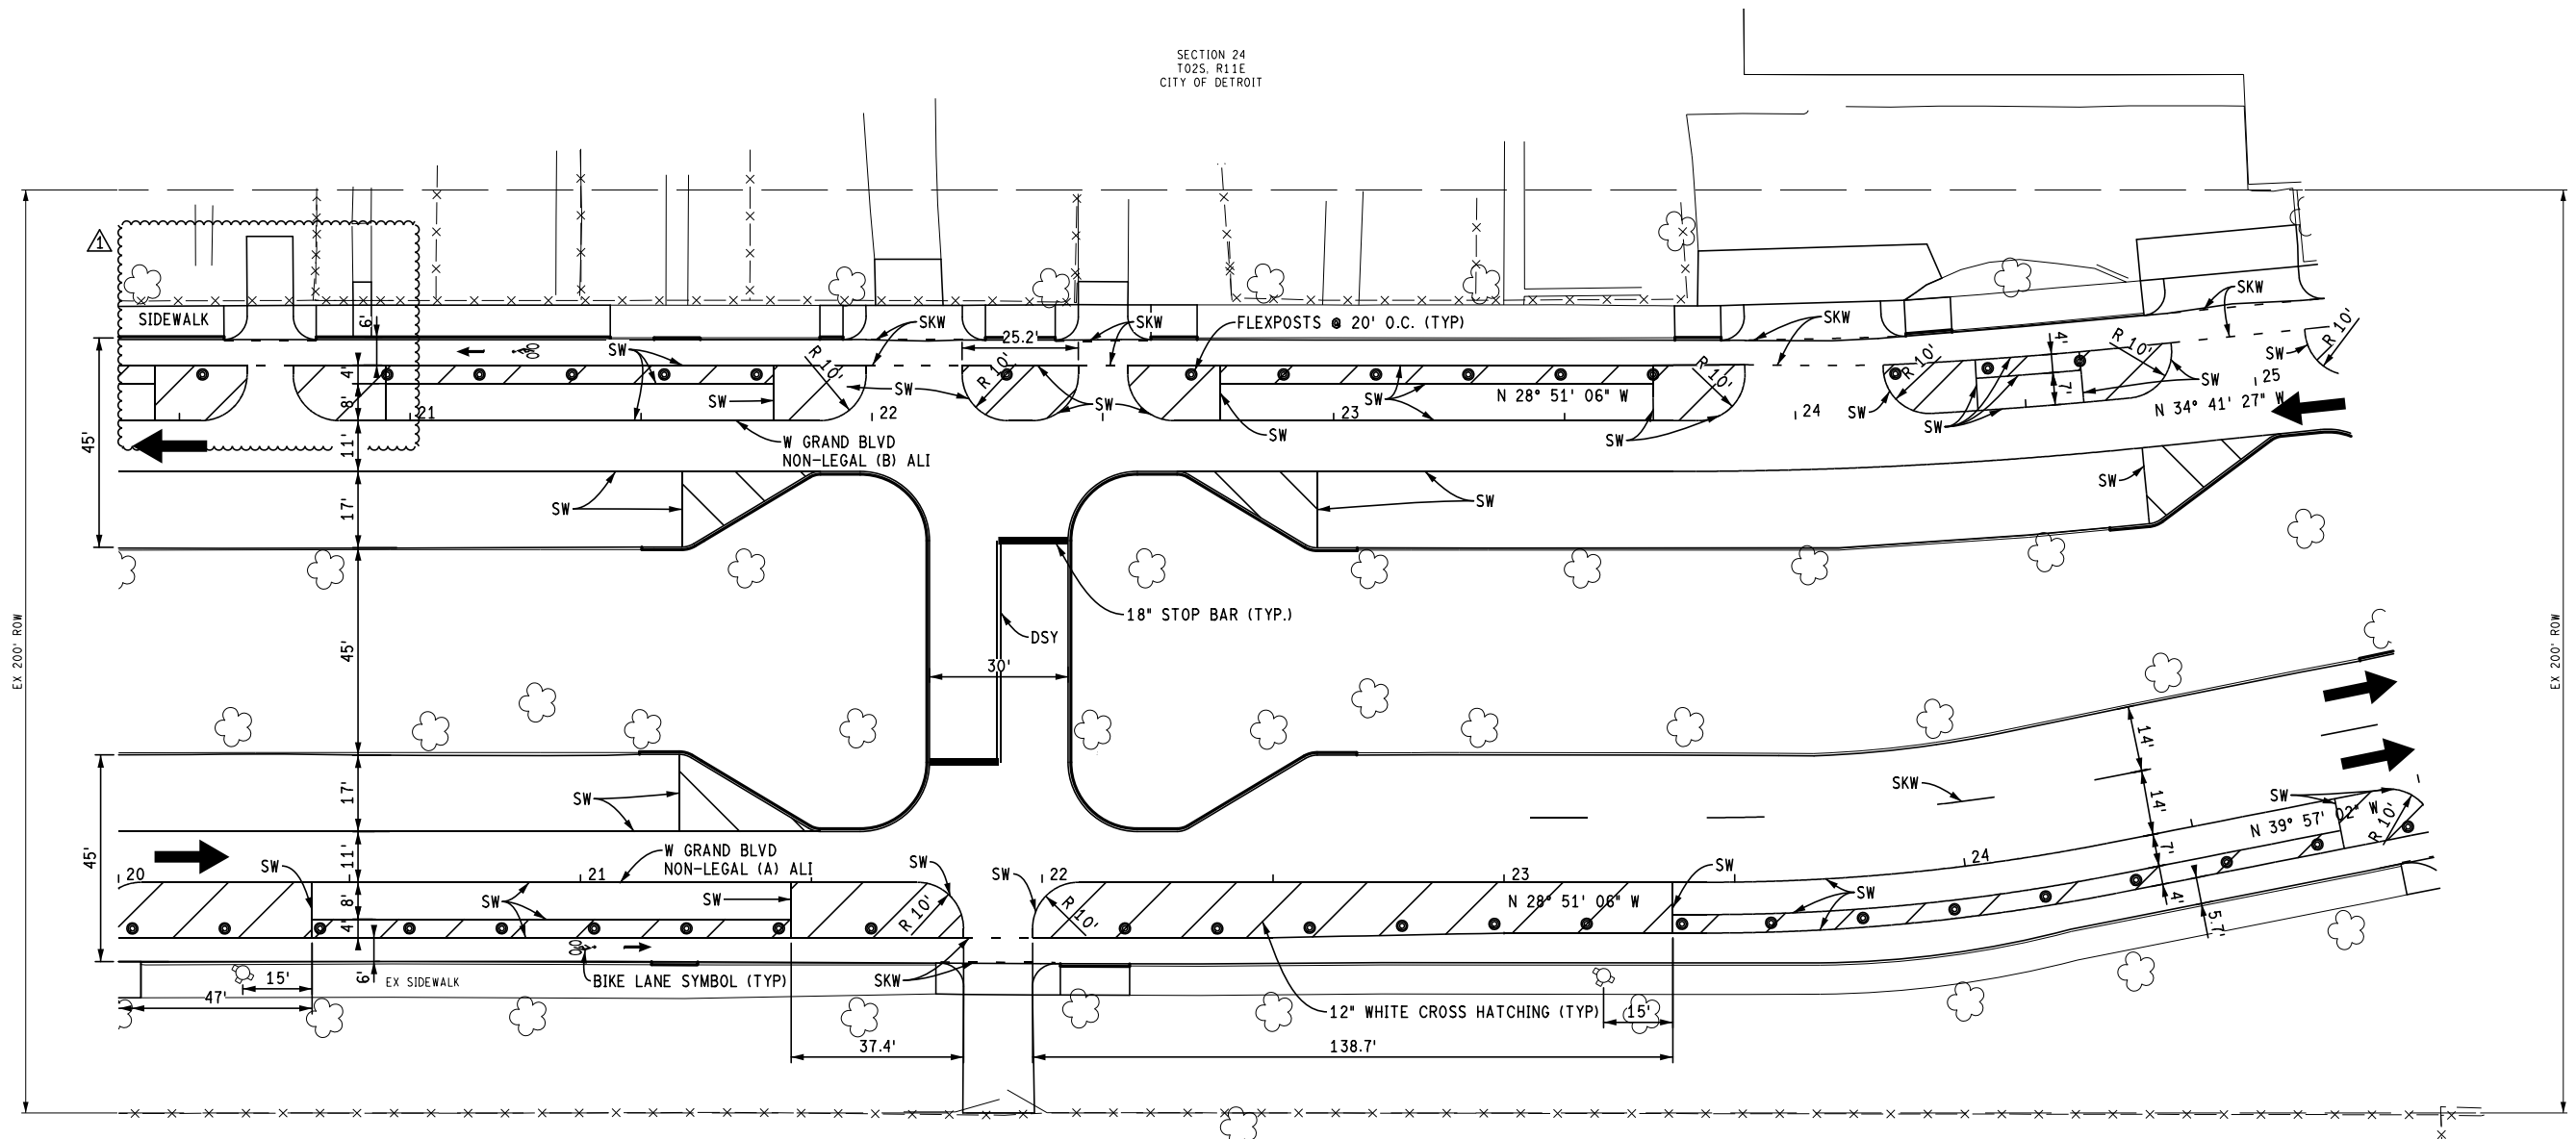 SECTION 24
T02S, R11E
CITY OF DETROIT
1
SIDEWALK
6'
SKW
25.2'
SKW
FLEXPOSTS @ 20' O.C. (TYP)
SKW
SKW
R 10'
SW
R 10'
R 10'
SW
R 10'
R 10'
4'
R 10'
SW
4'
8'
SW
SW
SW
SW
N 28° 51' 06" W
7'
SW
25
21
22
23
24
SW
N 34° 41' 27" W
45'
11'
W GRAND BLVD
NON-LEGAL (B) ALI
SW
SW
SW
17'
SW
SW
SW
EX 200' ROW
45'
18" STOP BAR (TYP.)
DSY
30'
EX 200' ROW
14'
14'
17'
SW
SKW
SW
N 39° 57' 02" W
R 10'
45'
11'
W GRAND BLVD
NON-LEGAL (A) ALI
SW
SW
SW
SW
20
21
22
23
24
7'
8'
SW
SW
N 28° 51' 06" W
SW
4'
R 10'
R 10'
4'
5.7'
6'
15'
EX SIDEWALK
BIKE LANE SYMBOL (TYP)
SKW
47'
12" WHITE CROSS HATCHING (TYP)
15'
37.4'
138.7'